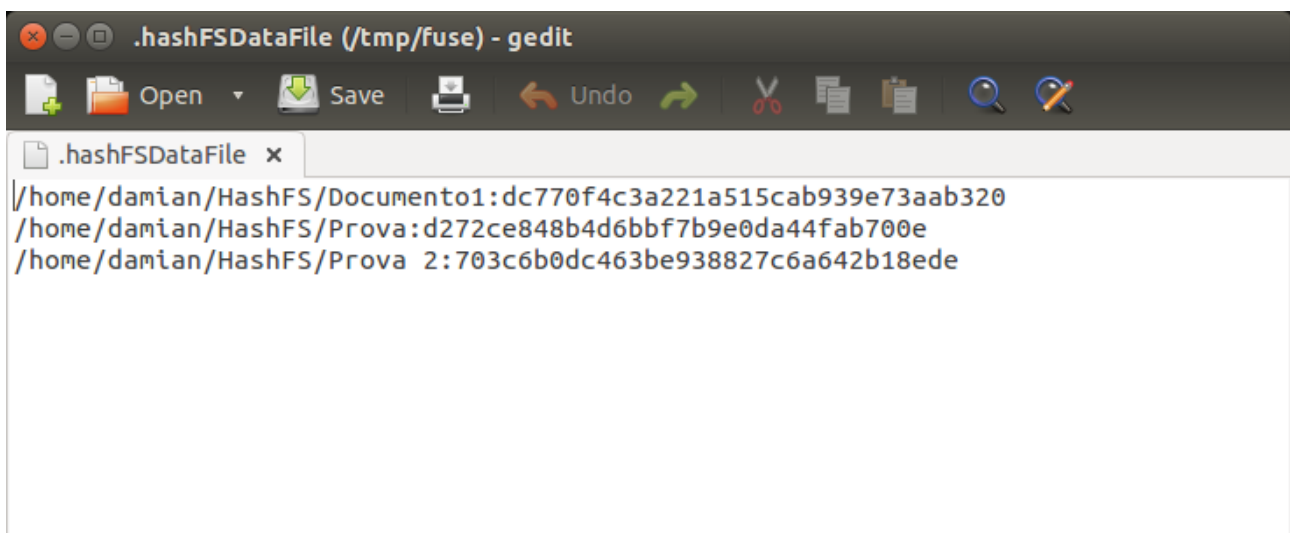 .hashFSDataFile (/tmp/fuse) - gedit
Open Save Undo
.hashFSDataFile
/home/damian/HashFS/Documento1:dc770f4c3a221a515cab939e73aab320
/home/damian/HashFS/Prova:d272ce848b4d6bbf7b9e0da44fab700e
/home/damian/HashFS/Prova 2:703c6b0dc463be938827c6a642b18ede